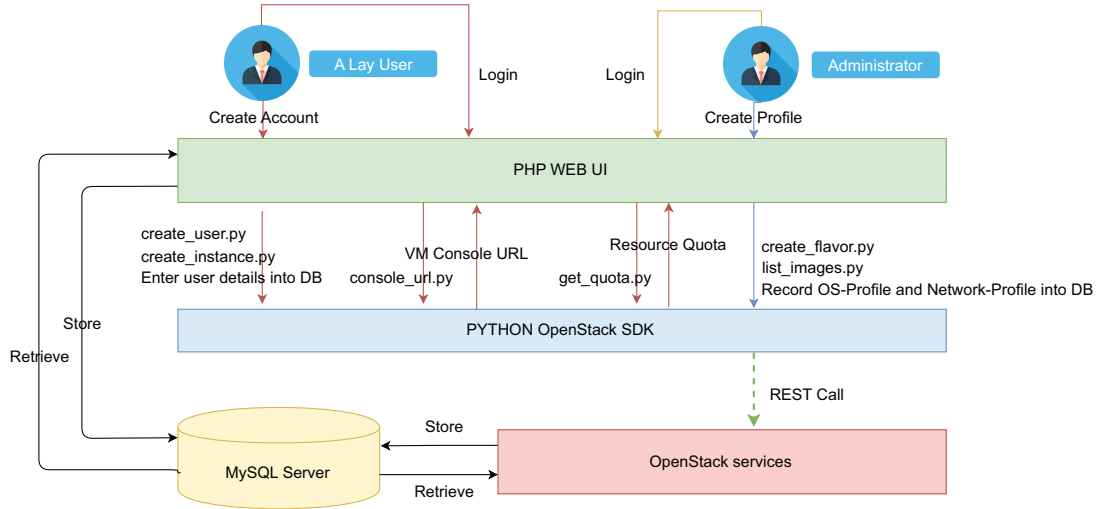 A Lay User
Administrator
Login
Login
Create Account
Create Profile
PHP WEB UI
create_user.py
create_instance.py
Enter user details into DB
VM Console URL
console_url.py
Resource Quota
get_quota.py
create_flavor.py
list_images.py
Record OS-Profile and Network-Profile into DB
Store
Retrieve
PYTHON OpenStack SDK
REST Call
Store
MySQL Server
OpenStack services
Retrieve